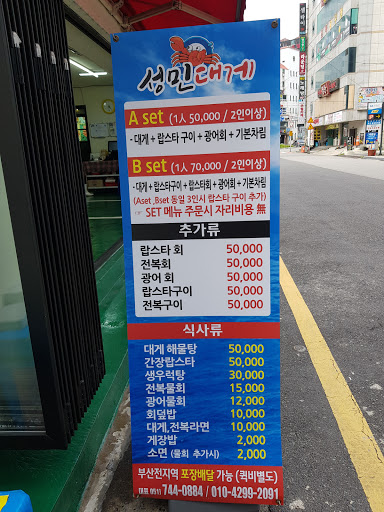 성민대게
A set (1人 50,000 / 2인이상)
- 대게 + 랍스타 구이 + 광어회 + 기본차림
B set (1人 70,000 / 2인이상)
- 대게 + 랍스타구이 + 랍스타회 + 광어회 + 기본차림
(Aset ,Bset 동일 3인시 랍스타 구이 추가)
SET 메뉴 주문시 자리비용 無
추가류
랍스타 회 50,000
전복회 50,000
광어 회 50,000
랍스타구이 50,000
전복구이 50,000
식사류
대게 해물탕 50,000
간장랍스타 50,000
생우럭탕 30,000
전복물회 15,000
광어물회 12,000
회덮밥 10,000
대게,전복라면 10,000
게장밥 2,000
소면 (물회 추가시) 2,000
부산전지역 포장배달 가능 (퀵비별도)
대표 051) 744-0884 / 010-4299-2091